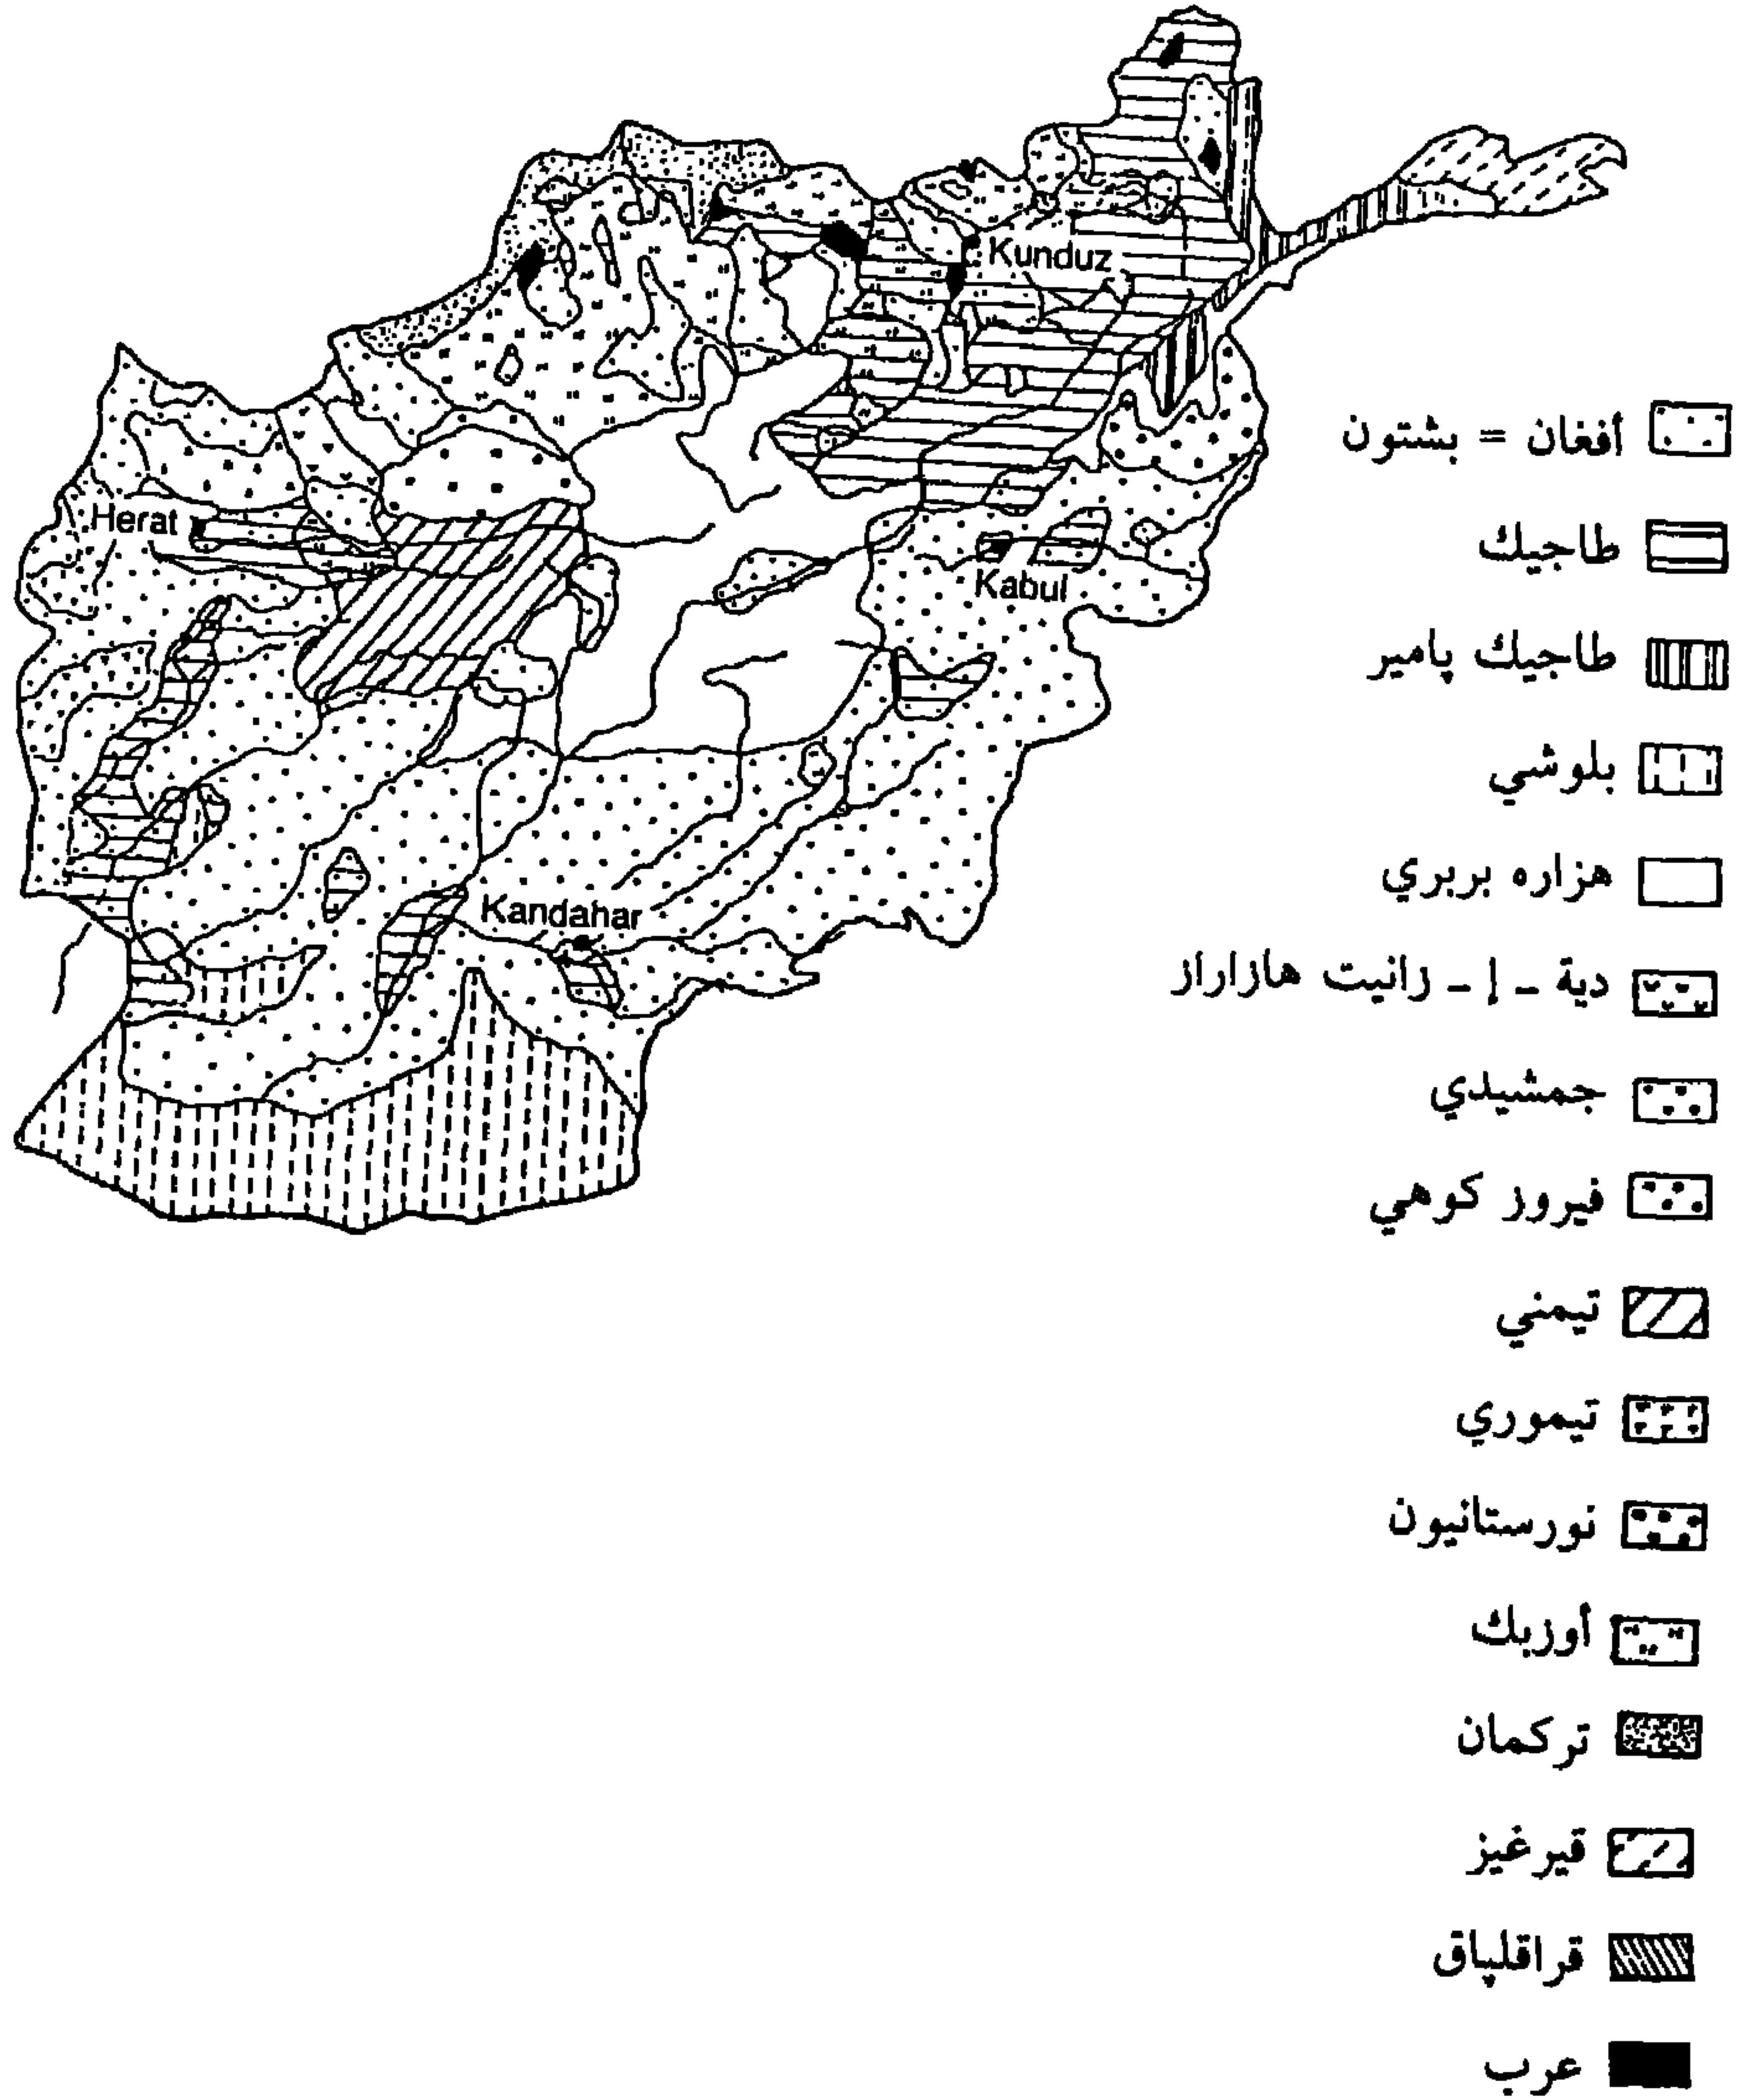 Kunduz
Herat
Kabul
Kandahar
أفغان = بشتون
طاجيك
طاجيك پامير
بلوشي
هزاره بربري
دية - إ - زانيت هازاراز
جمشيدي
فيروز كوهي
تيمني
تيموري
نورستانيون
أوزبك
تركمان
قيرغيز
قراقلپاق
عرب